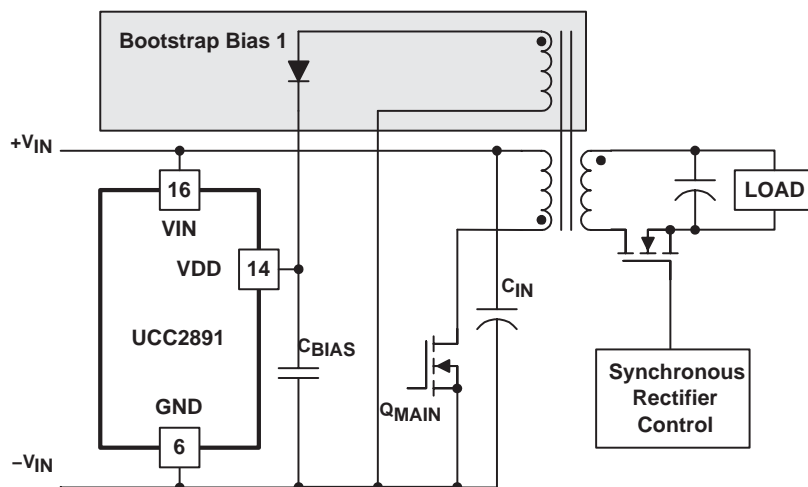 Bootstrap Bias 1
+VIN
16
VIN
VDD
14
LOAD
CIN
UCC2891
CBIAS
GND
QMAIN
Synchronous
Rectifier
Control
6
−VIN